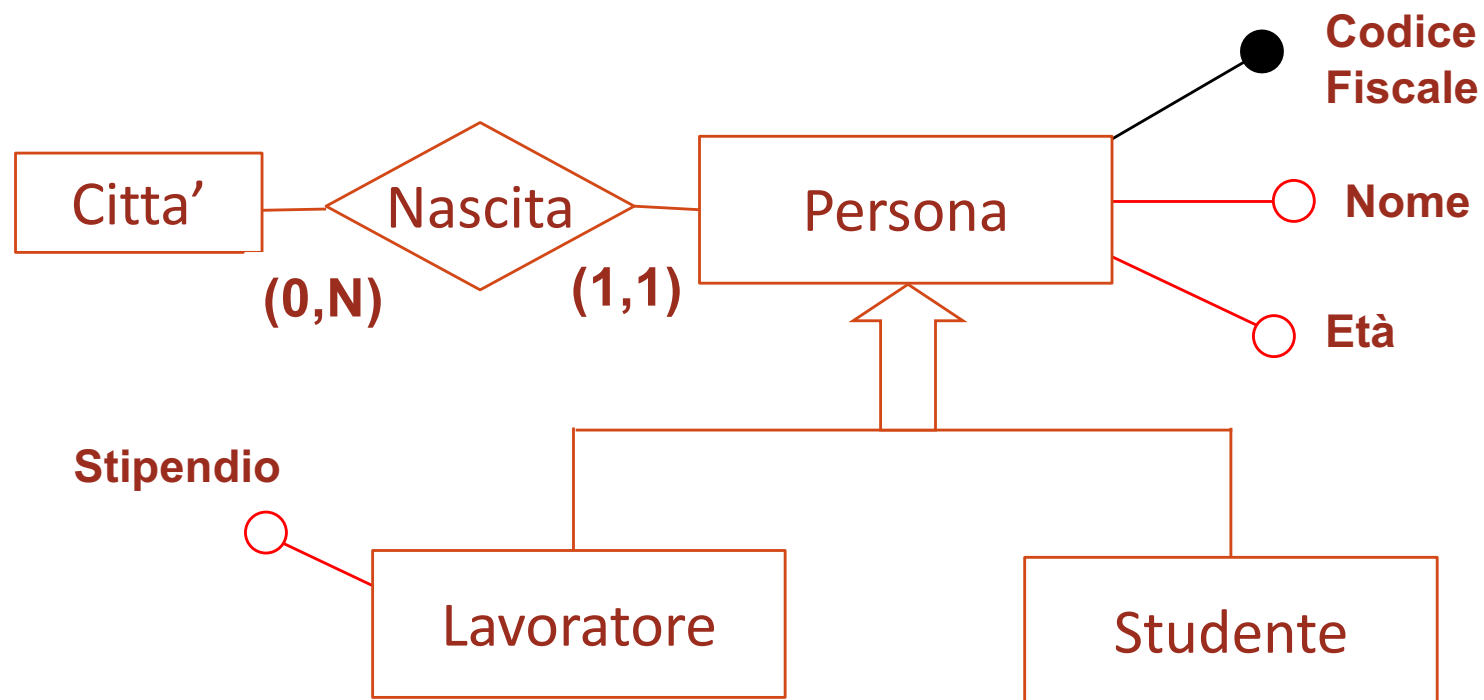 Codice
Fiscale
Citta’
Nascita
Persona
Nome
(0,N)
(1,1)
Età
Stipendio
Lavoratore
Studente